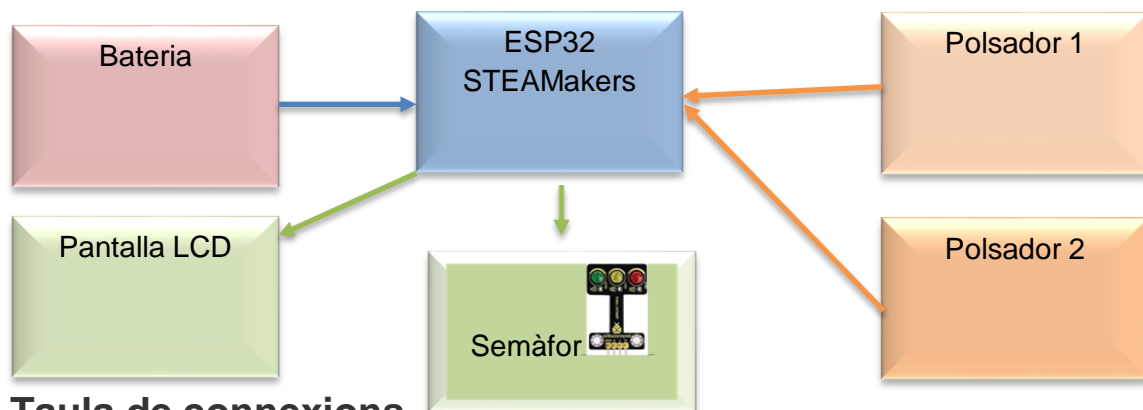 Bateria
ESP32
STEAMakers
Polsador 1
Pantalla LCD
Semàfor
Polsador 2
Taula de connexions